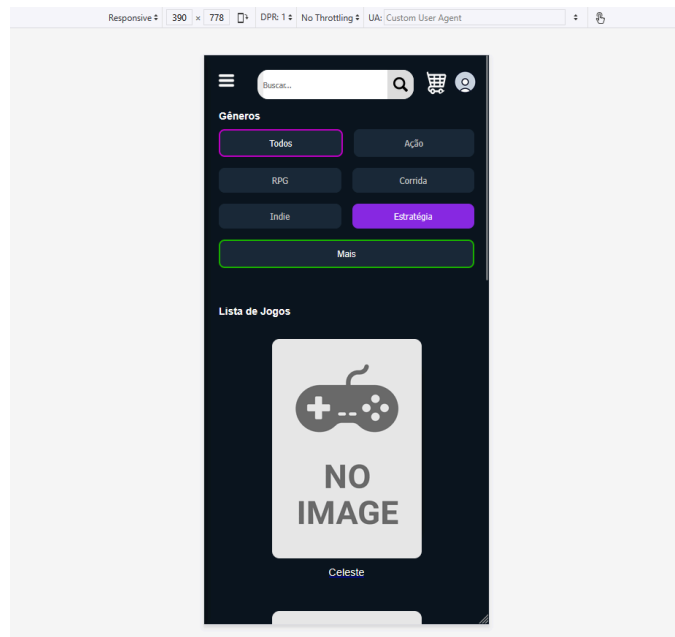 Responsive 390 × 778 DPR: 1 No Throttling UA: Custom User Agent
Buscar...
Gêneros
Todos Ação
RPG Corrida
Indie Estratégia
Mais
Lista de Jogos
NO
IMAGE
Celeste